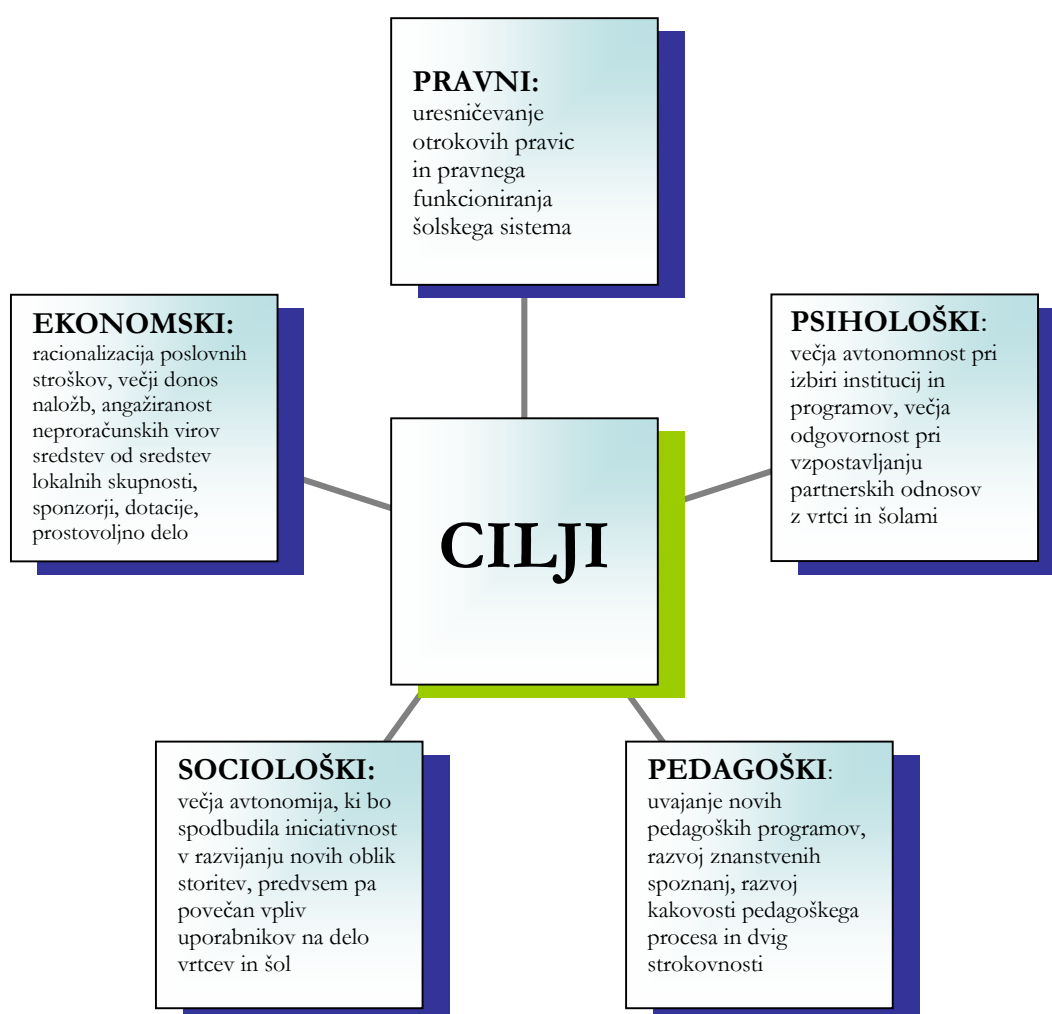 PRAVNI:
uresničevanje
otrokovih pravic
in pravnega
funkcioniranja
šolskega sistema
EKONOMSKI:
racionalizacija poslovnih
stroškov, večji donos
naložb, angažiranost
neproračunskih virov
sredstev od sredstev
lokalnih skupnosti,
sponzorji, dotacije,
prostovoljno delo
PSIHOLOŠKI:
večja avtonomnost pri
izbiri institucij in
programov, večja
odgovornost pri
vzpostavljanju
partnerskih odnosov
z vrtci in šolami
CILJI
SOCIOLOŠKI:
večja avtonomija, ki bo
spodbudila iniciativnost
v razvijanju novih oblik
storitev, predvsem pa
povečan vpliv
uporabnikov na delo
vrtcev in šol
PEDAGOŠKI:
uvajanje novih
pedagoških programov,
razvoj znanstvenih
spoznanj, razvoj
kakovosti pedagoškega
procesa in dvig
strokovnosti